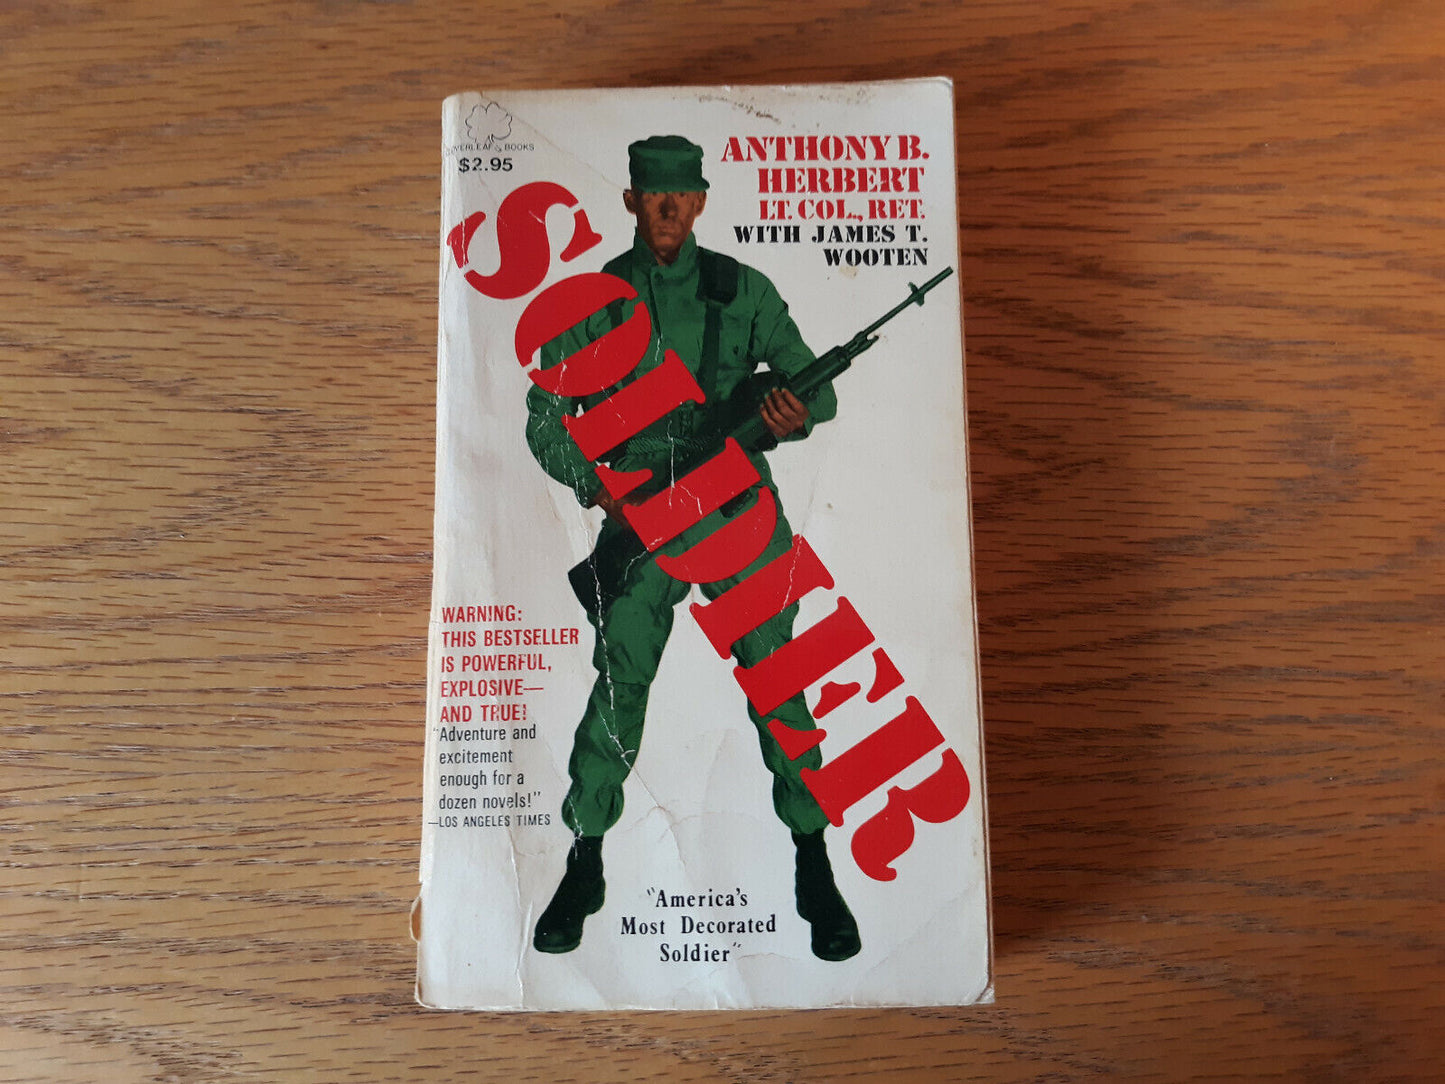 CLOVERLEAF BOOKS
$2.95
ANTHONY B.
HERBERT
LT. COL., RET.
WITH JAMES T.
WOOTEN
SOLDIER
WARNING:
THIS BESTSELLER
IS POWERFUL,
EXPLOSIVE—
AND TRUE!
"Adventure and
excitement
enough for a
dozen novels!"
—LOS ANGELES TIMES
"America's
Most Decorated
Soldier"